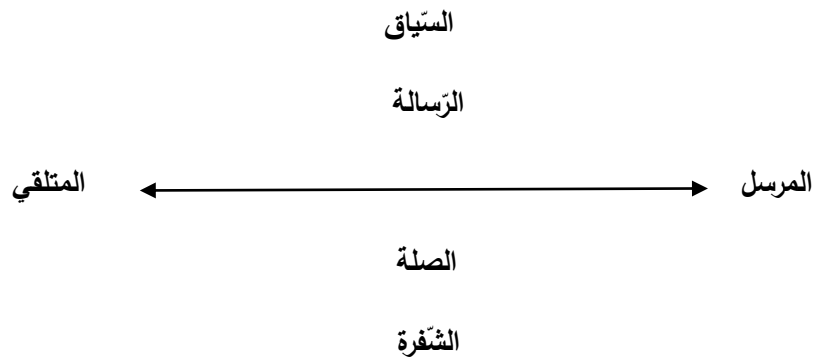 السّياق
الرّسالة
المرسل المتلقي
الصلة
الشّفرة